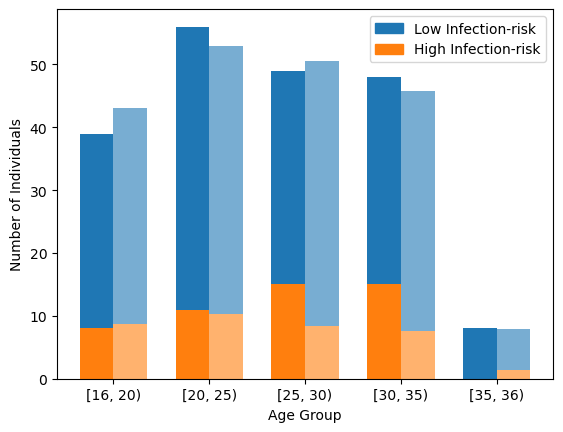 Low Infection-risk
High Infection-risk
Number of Individuals
50
40
30
20
10
0
[16, 20) [20, 25) [25, 30) [30, 35) [35, 36)
Age Group